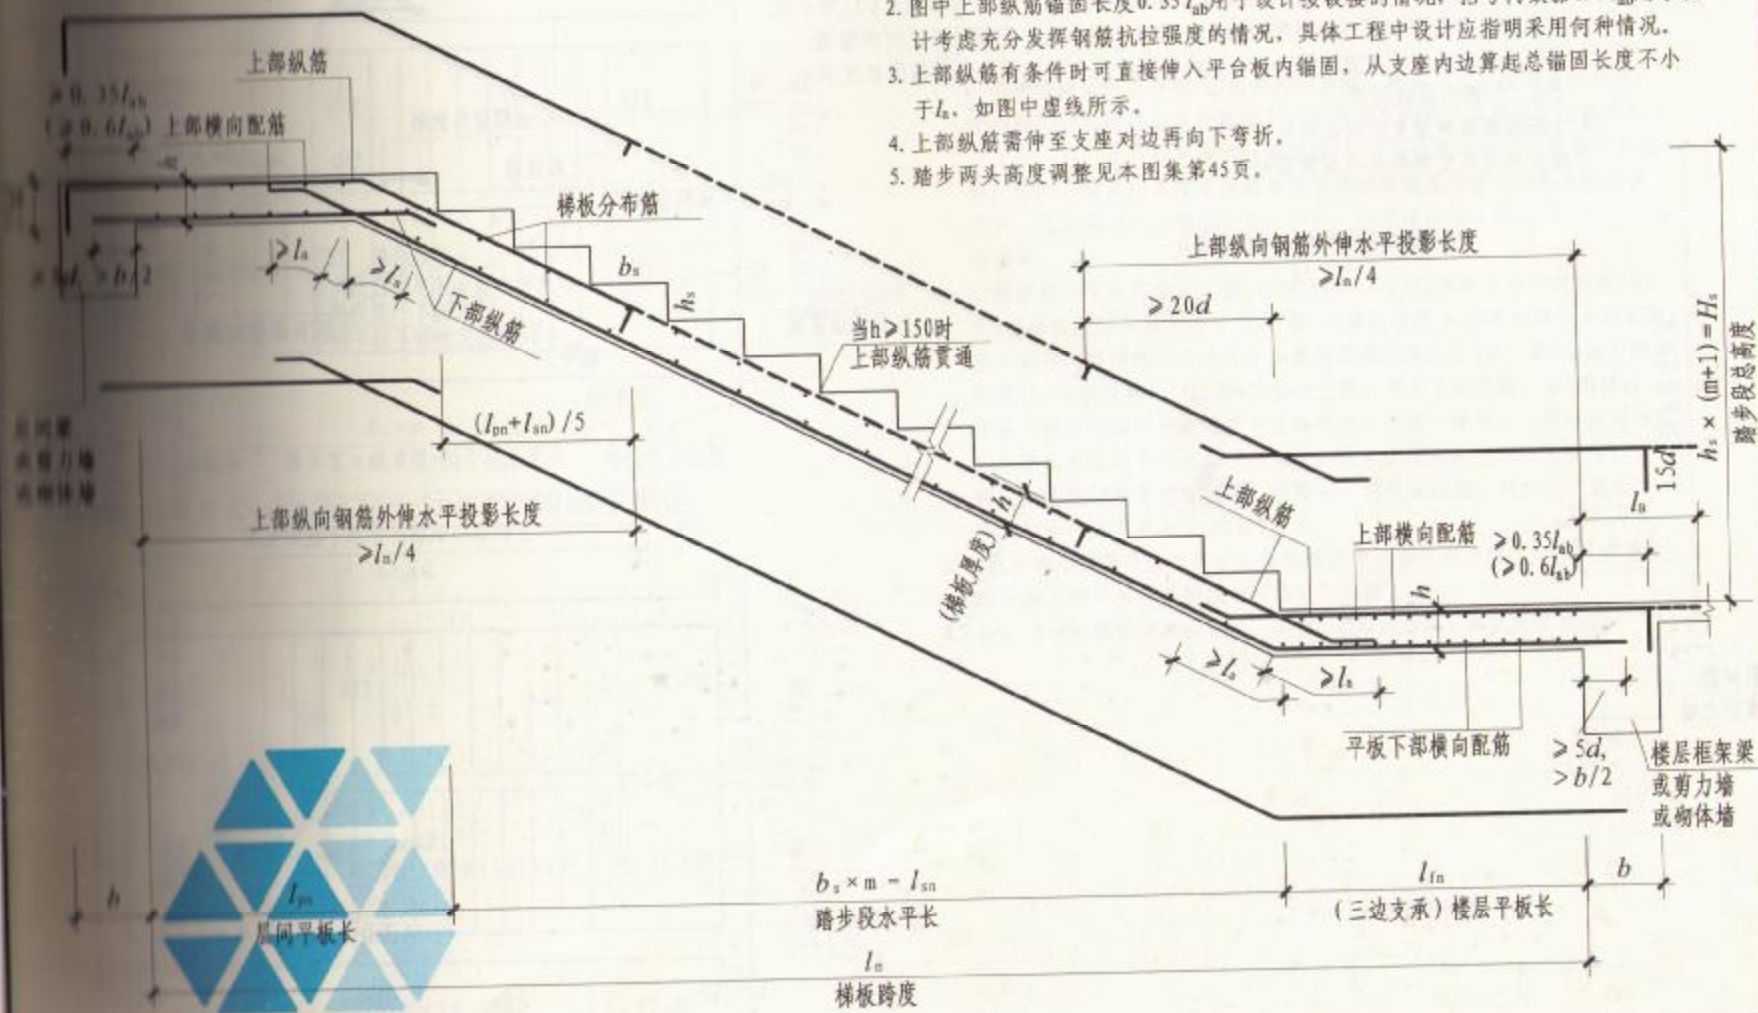 2. 图中上部纵筋锚固长度0.35lab用于设计按铰接的情况，
计考虑充分发挥钢筋抗拉强度的情况，具体工程中设计应指明采用何种情况。
3. 上部纵筋有条件时可直接伸入平台板内锚固，从支座内边算起总锚固长度不小
于la，如图中虚线所示。
4. 上部纵筋需伸至支座对边再向下弯折。
5. 踏步两头高度调整见本图集第45页。
上部纵筋
≥0.35lab
(≥0.6lab)
上部横向配筋
梯板分布筋
≥la
≥la
bs
hs
下部纵筋
≥5d, >b/2
当h≥150时
上部纵筋贯通
上部纵向钢筋外伸水平投影长度
≥ln/4
≥20d
hs×(m+1)=Hs
踏步段总高度
(lpn+lsn)/5
层间梁
或剪力墙
或砌体墙
上部纵向钢筋外伸水平投影长度
≥ln/4
15d
la
上部纵筋
上部横向配筋
≥0.35lab
(≥0.6lab)
h
h
(梯板厚度)
≥la
≥la
平板下部横向配筋
≥5d,
>b/2
楼层框架梁
或剪力墙
或砌体墙
b
lpn
层间平板长
bs×m=lsn
踏步段水平长
lfn
(三边支承)楼层平板长
b
ln
梯板跨度